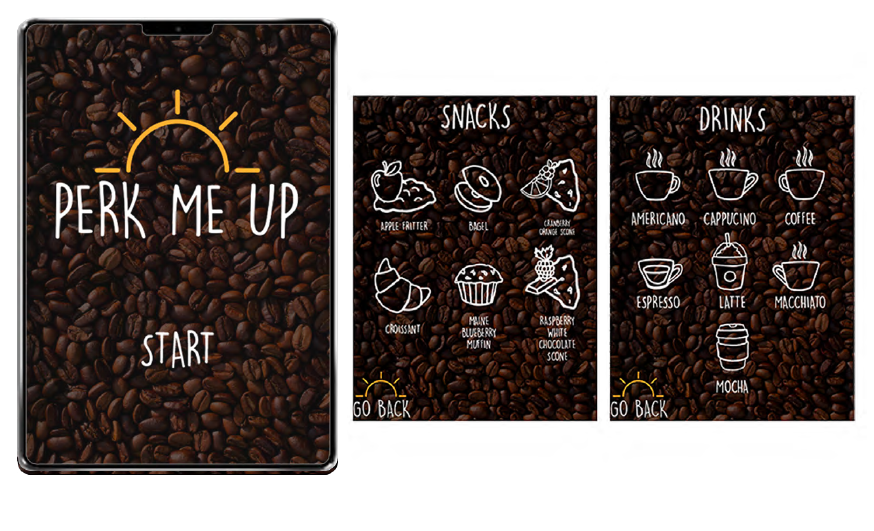 PERK ME UP
START
SNACKS
APPLE FRITTER
BAGEL
CRANBERRY
ORANGE SCONE
CROISSANT
MAINE
BLUEBERRY
MUFFIN
RASPBERRY
WHITE
CHOCOLATE
SCONE
GO BACK
DRINKS
AMERICANO
CAPPUCINO
COFFEE
ESPRESSO
LATTE
MACCHIATO
MOCHA
GO BACK